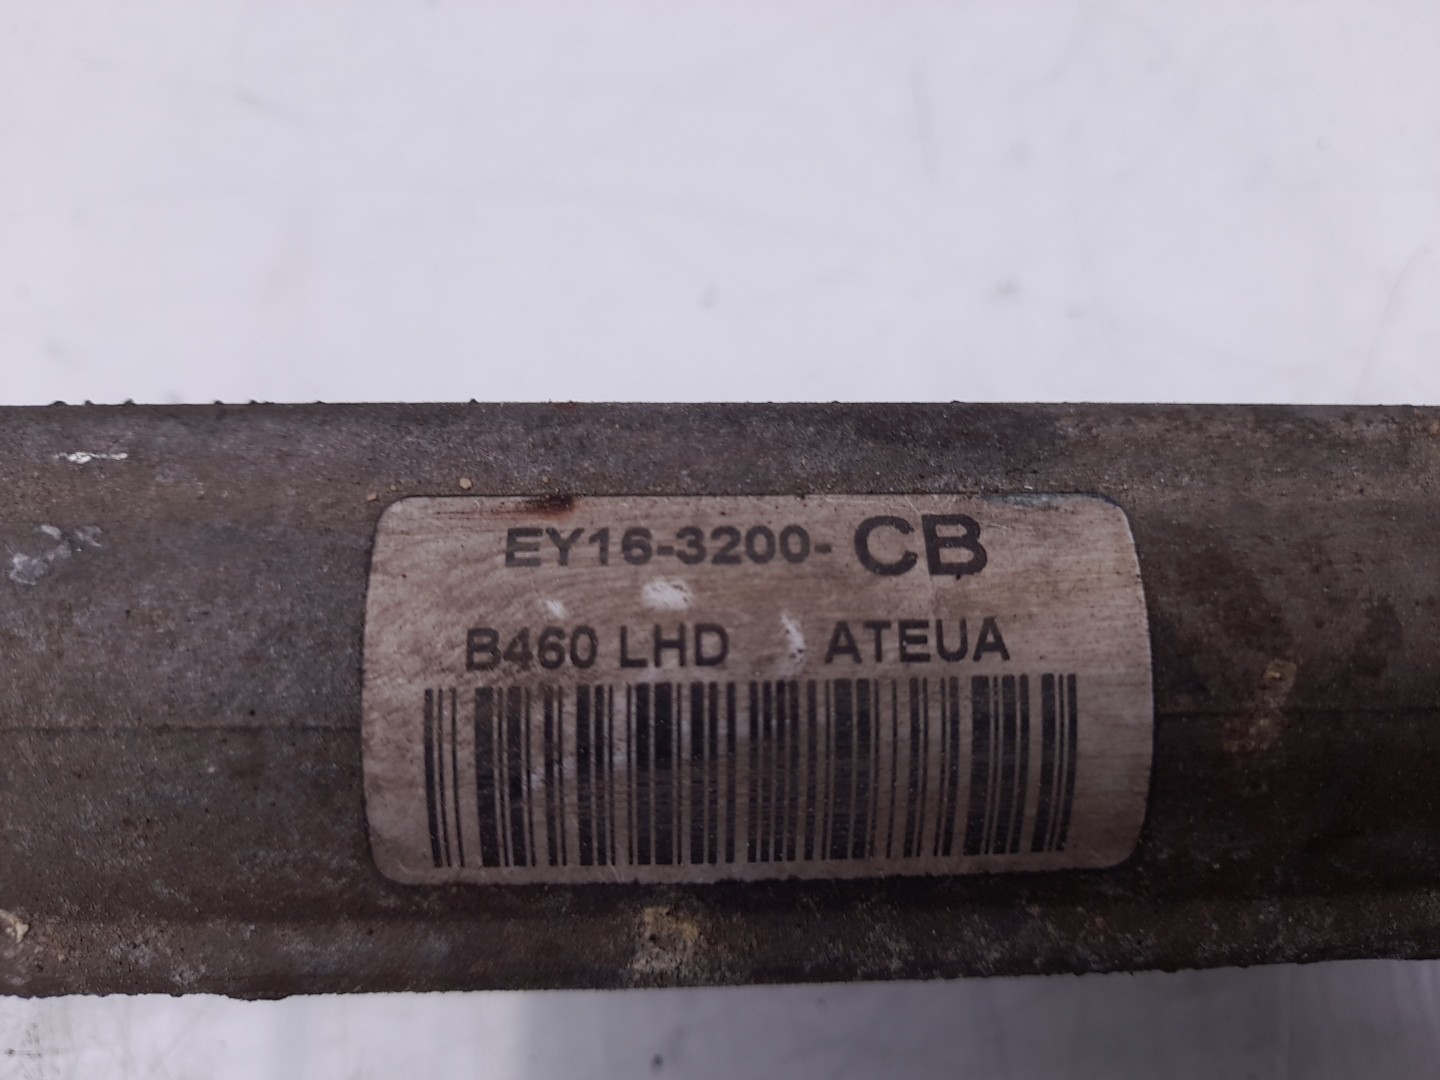 EY16-3200-CB
B460 LHD ATEUA